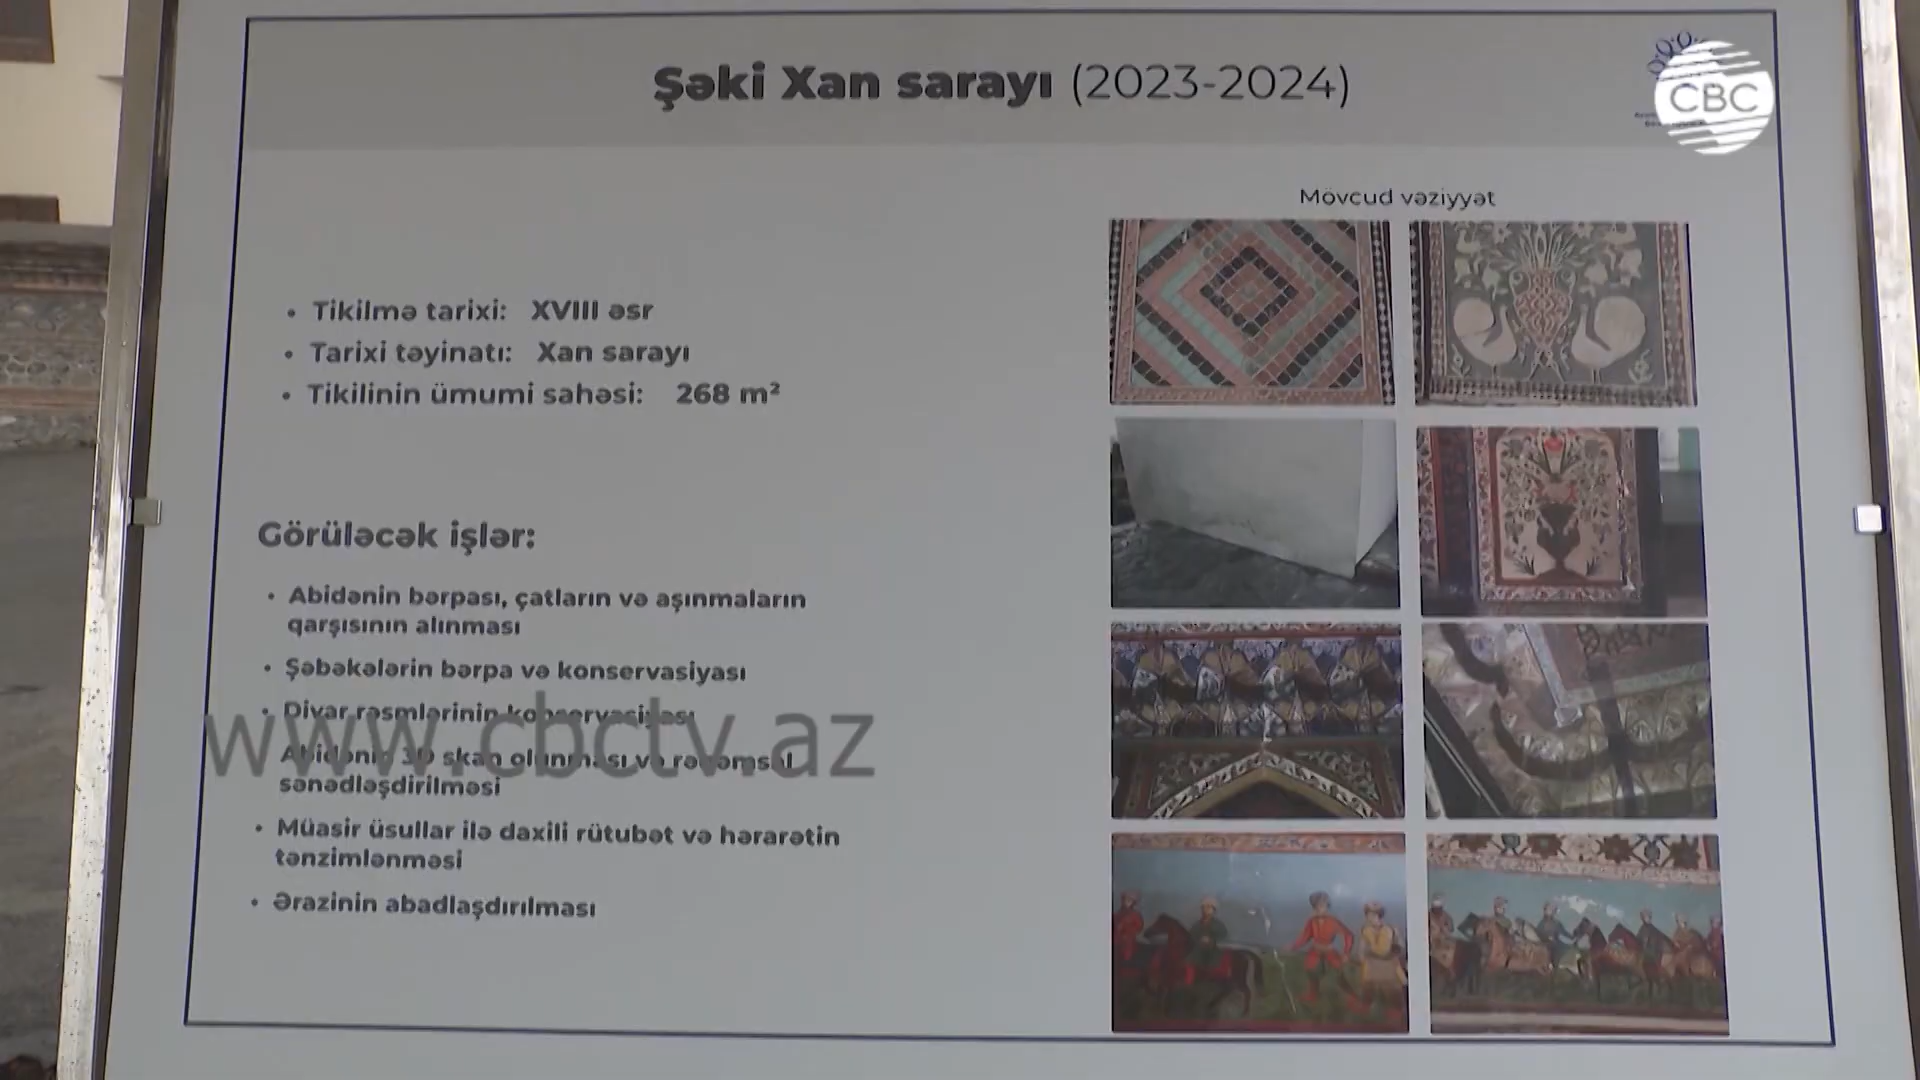 Şəki Xan sarayı (2023-2024)
CBC
Mövcud vəziyyət
• Tikilmə tarixi: XVIII əsr
• Tarixi təyinatı: Xan sarayı
• Tikilinin ümumi sahəsi: 268 m²
Görüləcək işlər:
• Abidənin bərpası, çatların və aşınmaların
qarşısının alınması
• Şəbəkələrin bərpa və konservasiyası
• Divar rəsmlərinin konservasiyası
www.cbctv.az
• Abidənin 3D skan olunması və rəqəmsal
sənədləşdirilməsi
• Müasir üsullar ilə daxili rütubət və hərarətin
tənzimlənməsi
• Ərazinin abadlaşdırılması